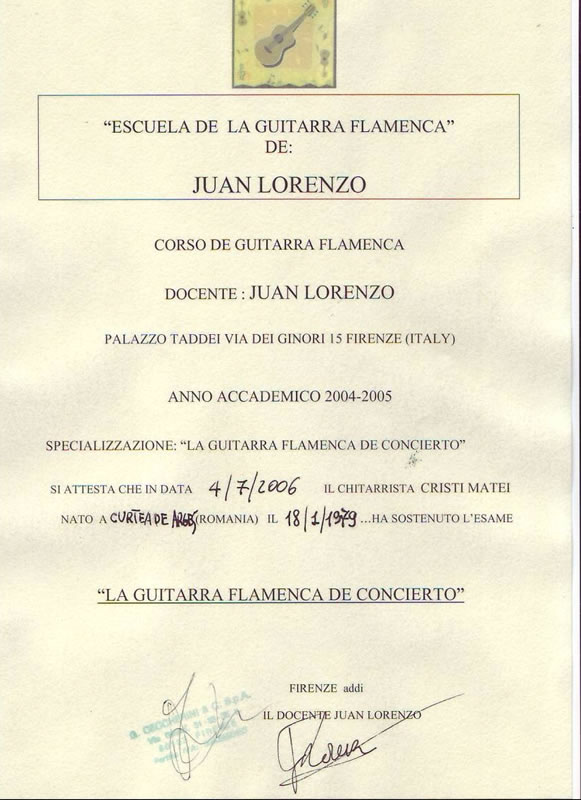 “ESCUELA DE LA GUITARRA FLAMENCA”
DE:
JUAN LORENZO
CORSO DE GUITARRA FLAMENCA
DOCENTE : JUAN LORENZO
PALAZZO TADDEI VIA DEI GINORI 15 FIRENZE (ITALY)
ANNO ACCADEMICO 2004-2005
SPECIALIZZAZIONE: “LA GUITARRA FLAMENCA DE CONCIERTO”
SI ATTESTA CHE IN DATA 4/7/2006 IL CHITARRISTA CRISTI MATEI
NATO A CURTEA DE ARGEŞ (ROMANIA) IL 18/1/1979 ...HA SOSTENUTO L’ESAME
“LA GUITARRA FLAMENCA DE CONCIERTO”
FIRENZE addi
G. CECCHERINI & C. S.p.A.
IL DOCENTE JUAN LORENZO